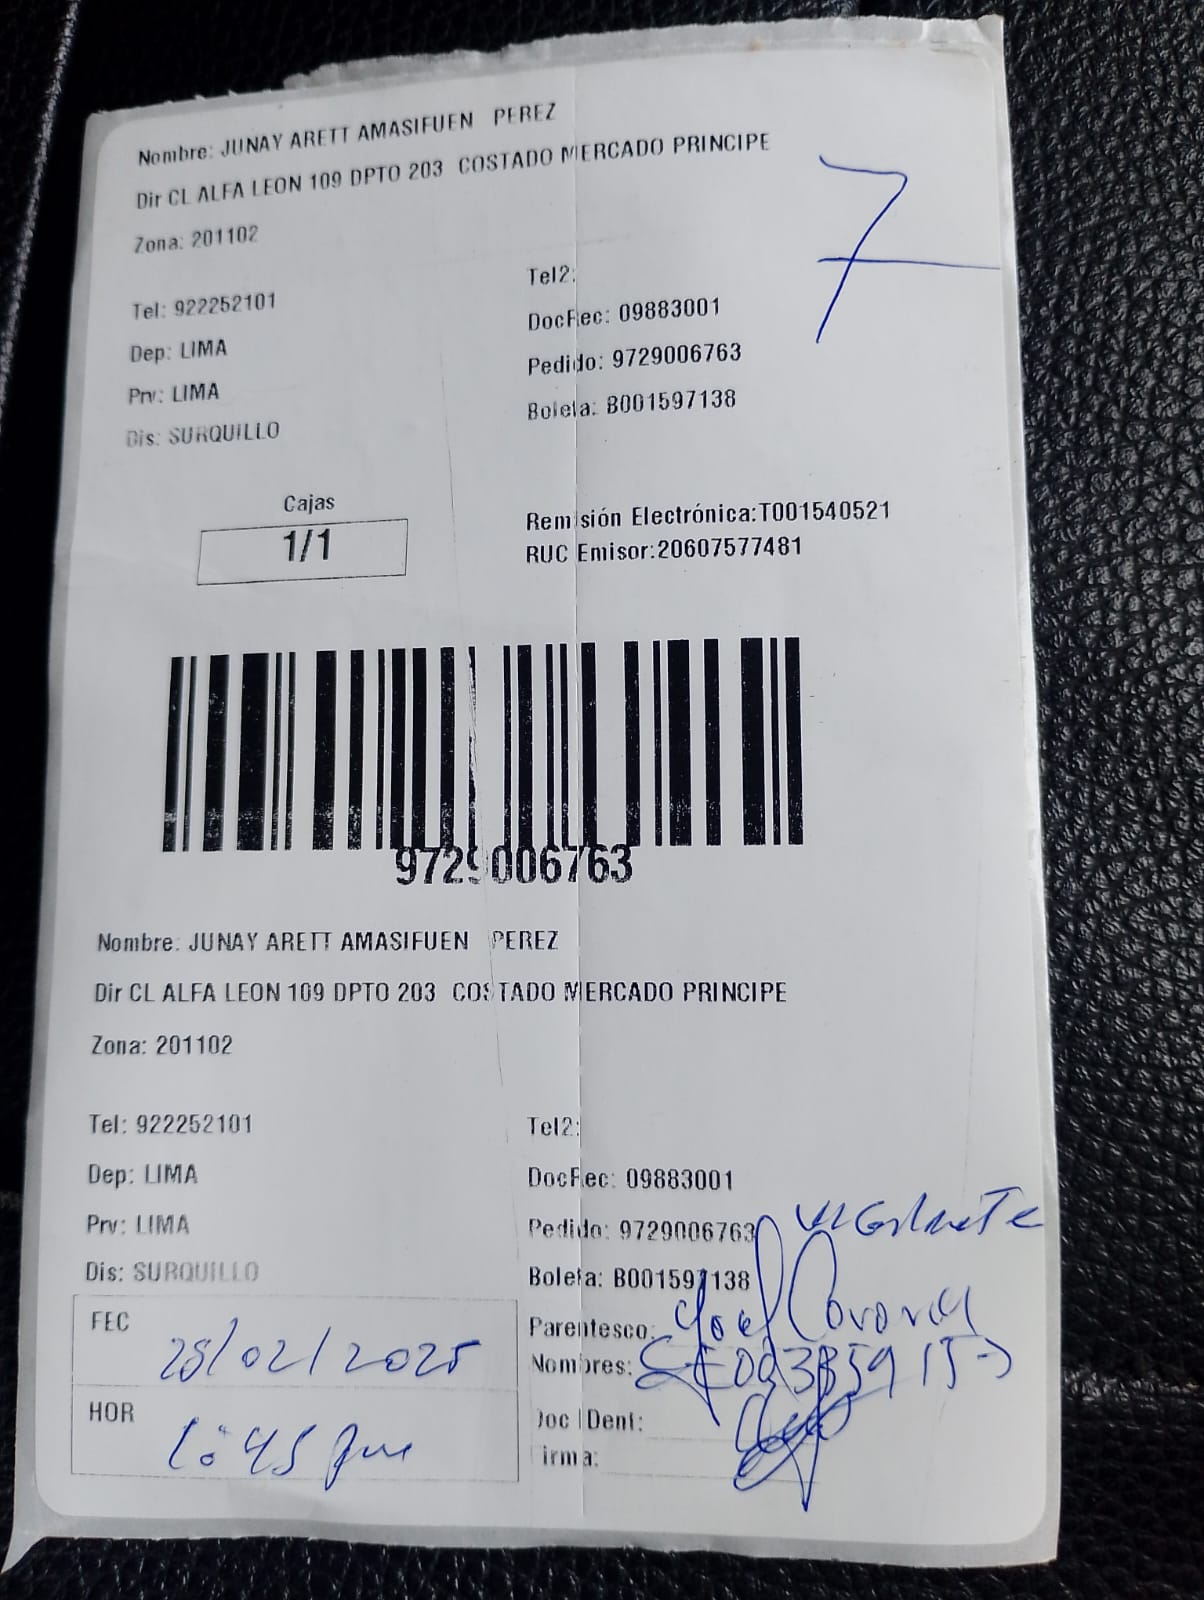 Nombre: JUNAY ARETT AMASIFUEN PEREZ
Dir CL ALFA LEON 109 DPTO 203 COSTADO MERCADO PRINCIPE
7
Zona: 201102
Tel2:
Tel: 922252101
DocRec: 09883001
Dep: LIMA
Pedido: 9729006763
Prv: LIMA
Boleta: B001597138
Dis: SURQUILLO
Cajas
1/1
Remisión Electrónica:T001540521
RUC Emisor:20607577481
9729006763
Nombre: JUNAY ARETT AMASIFUEN PEREZ
Dir CL ALFA LEON 109 DPTO 203 COSTADO MERCADO PRINCIPE
Zona: 201102
Tel: 922252101
Tel2:
Dep: LIMA
DocRec: 09883001
Prv: LIMA
Pedido: 9729006763
Dis: SURQUILLO
Boleta: B001597138
FEC
28/02/2025
Parentesco:
Nombres:
HOR
1:45 pm
Doc IDent:
Firma: